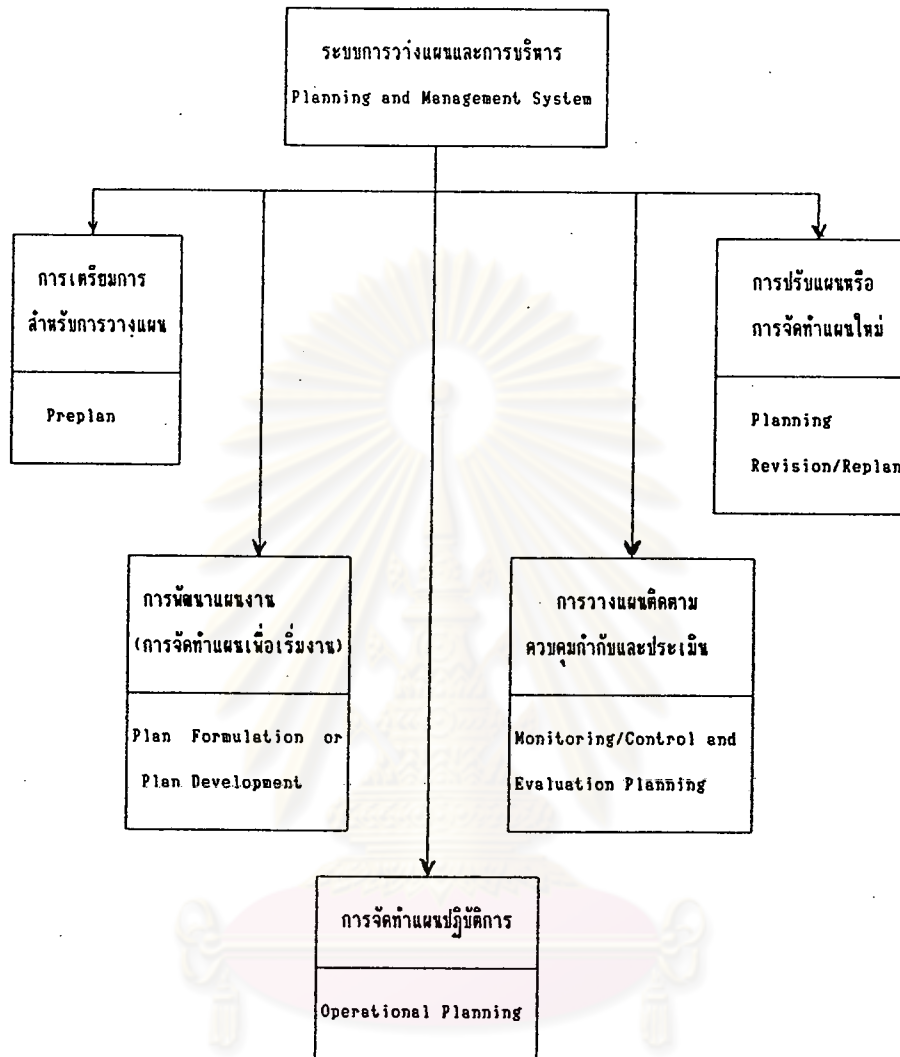 ระบบการวางแผนและการบริหาร
Planning and Management System
การเตรียมการ
สำหรับการวางแผน
Preplan
การปรับแผนหรือ
การจัดทำแผนใหม่
Planning
Revision/Replan
การพัฒนาแผนงาน
(การจัดทำแผนเพื่อเริ่มงาน)
Plan Formulation or
Plan Development
การวางแผนติดตาม
ควบคุมกำกับและประเมิน
Monitoring/Control and
Evaluation Planning
การจัดทำแผนปฏิบัติการ
Operational Planning